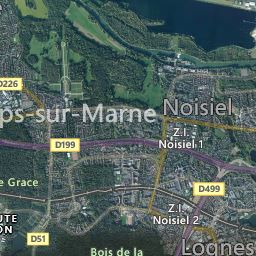 D226
ps-sur-Marne
Noisiel
Z.I.
Noisiel 1
D199
e Grace
D499
Z.I.
Noisiel 2
UTE
ON
D51
Bois de la
Lognes